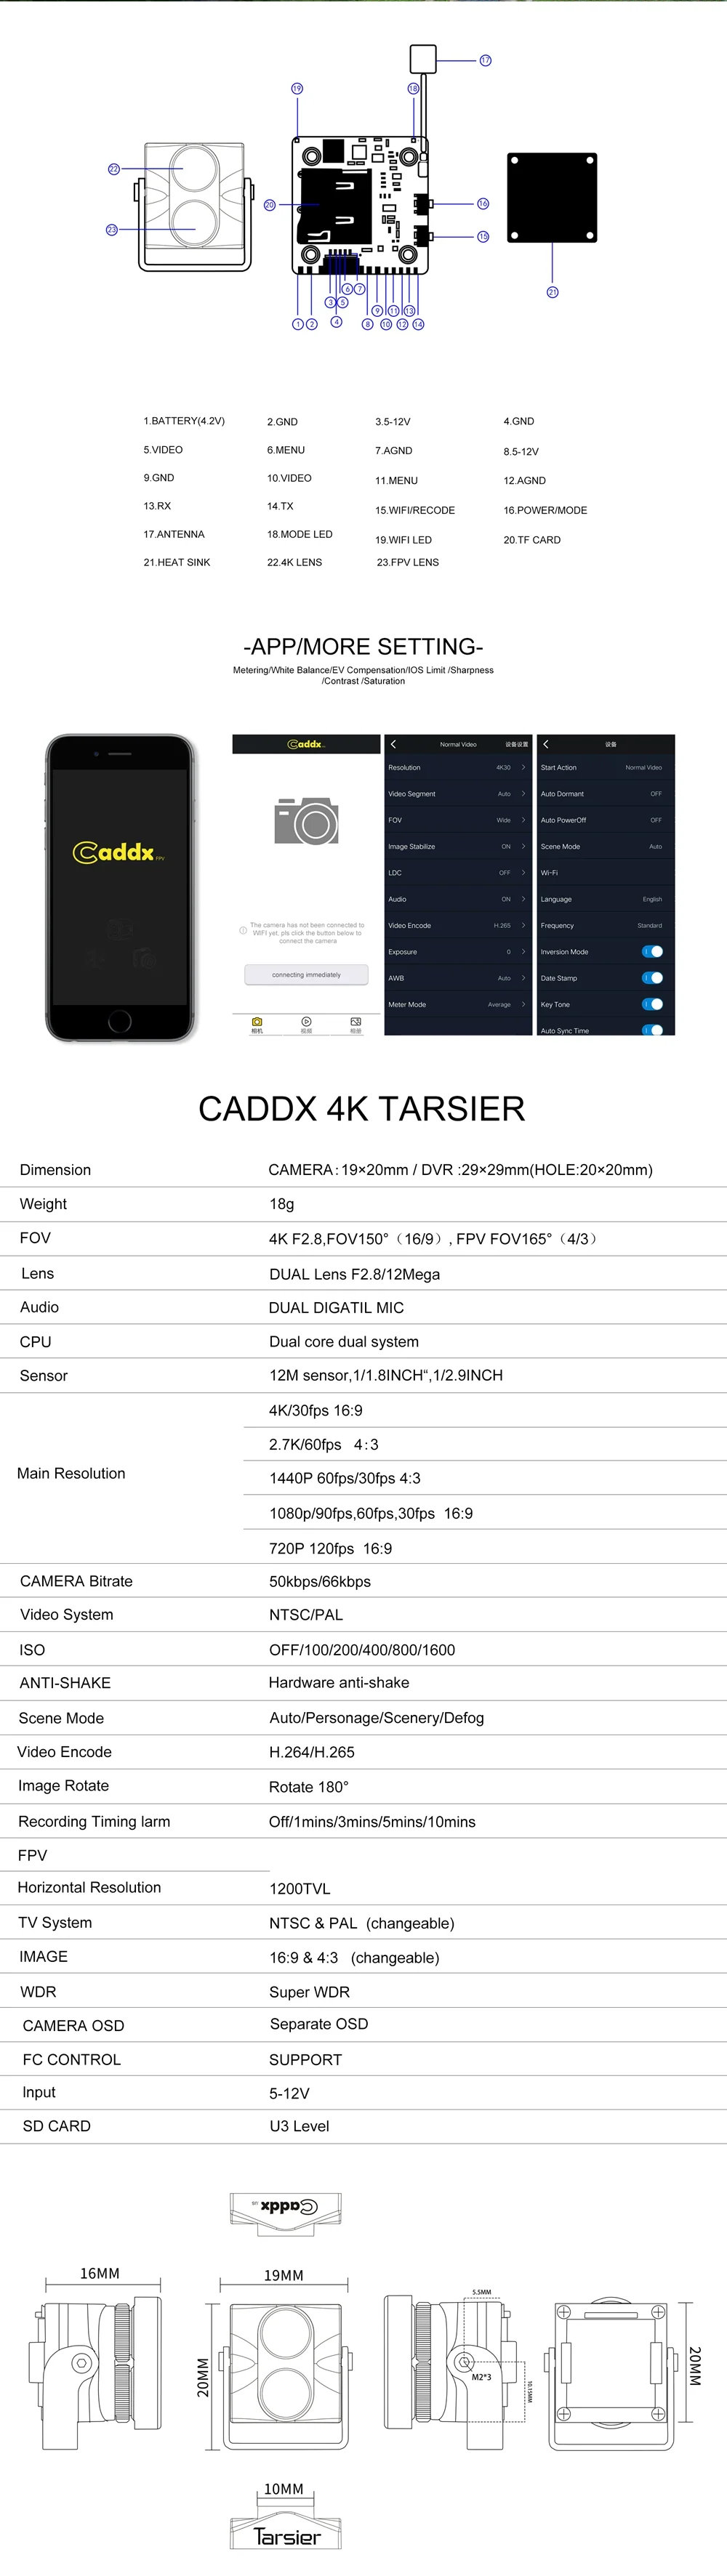 17
19
18
22
20
16
23
15
21
6 7
3 5
4
9 11 13
1 2
8 10 12 14
1.BATTERY(4.2V) 2.GND 3.5-12V 4.GND
5.VIDEO 6.MENU 7.AGND 8.5-12V
9.GND 10.VIDEO 11.MENU 12.AGND
13.RX 14.TX 15.WIFI/RECODE 16.POWER/MODE
17.ANTENNA 18.MODE LED 19.WIFI LED 20.TF CARD
21.HEAT SINK 22.4K LENS 23.FPV LENS
-APP/MORE SETTING-
Metering/White Balance/EV Compensation/IOS Limit /Sharpness
/Contrast /Saturation
Caddx FPV
Caddx
The camera has not been connected to
WIFI yet, pls click the button below to
connect the camera
connecting immediately
相机 视频 相册
Normal Video 设备设置
Resolution 4K30
Video Segment Auto
FOV Wide
Image Stabilize ON
LDC OFF
Audio ON
Video Encode H.265
Exposure 0
AWB Auto
Meter Mode Average
设备
Start Action Normal Video
Auto Dormant OFF
Auto PowerOff OFF
Scene Mode Auto
Wi-Fi
Language English
Frequency Standard
Inversion Mode
Date Stamp
Key Tone
Auto Sync Time
CADDX 4K TARSIER
Dimension CAMERA：19×20mm / DVR :29×29mm(HOLE:20×20mm)
Weight 18g
FOV 4K F2.8,FOV150°（16/9）, FPV FOV165°（4/3）
Lens DUAL Lens F2.8/12Mega
Audio DUAL DIGATIL MIC
CPU Dual core dual system
Sensor 12M sensor,1/1.8INCH“,1/2.9INCH
Main Resolution
4K/30fps 16:9
2.7K/60fps 4:3
1440P 60fps/30fps 4:3
1080p/90fps,60fps,30fps 16:9
720P 120fps 16:9
CAMERA Bitrate 50kbps/66kbps
Video System NTSC/PAL
ISO OFF/100/200/400/800/1600
ANTI-SHAKE Hardware anti-shake
Scene Mode Auto/Personage/Scenery/Defog
Video Encode H.264/H.265
Image Rotate Rotate 180°
Recording Timing larm Off/1mins/3mins/5mins/10mins
FPV
Horizontal Resolution 1200TVL
TV System NTSC & PAL (changeable)
IMAGE 16:9 & 4:3 (changeable)
WDR Super WDR
CAMERA OSD Separate OSD
FC CONTROL SUPPORT
Input 5-12V
SD CARD U3 Level
Caddx
16MM
19MM
5.5MM
20MM
M2*3
10.15MM
20MM
10MM
Tarsier